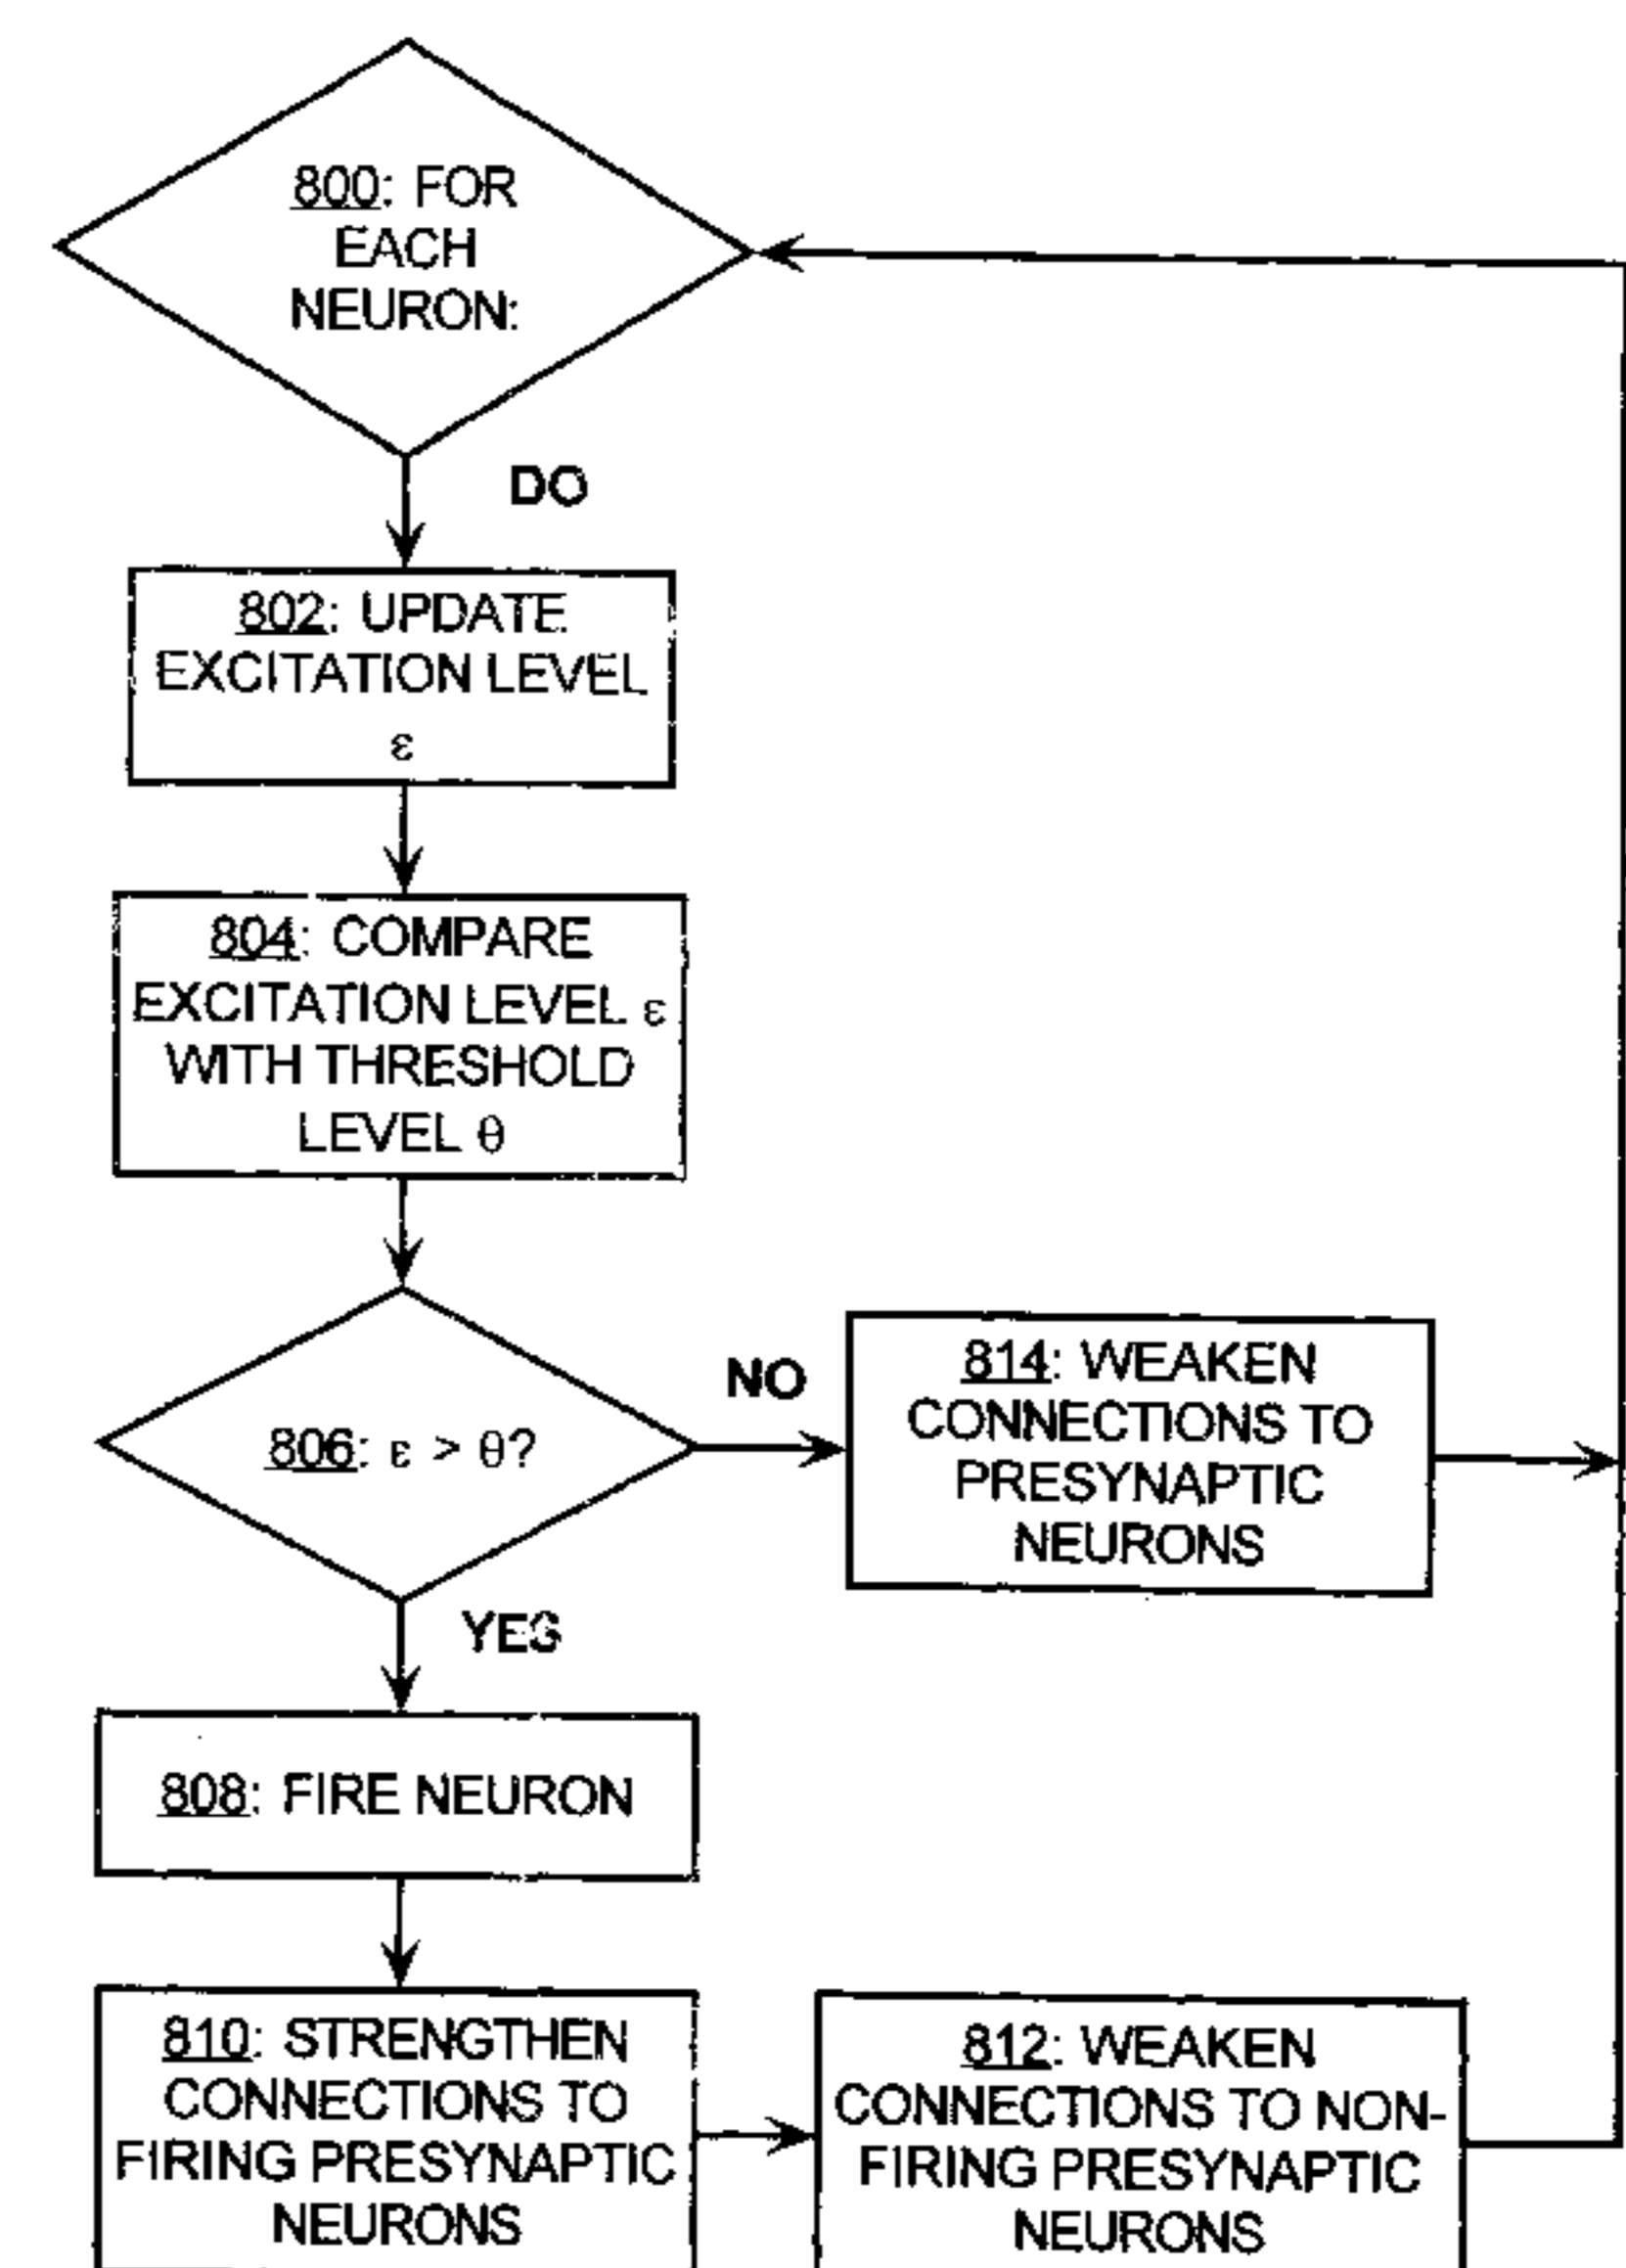 800: FOR
EACH
NEURON:
DO
802: UPDATE
EXCITATION LEVEL
ε
804: COMPARE
EXCITATION LEVEL ε
WITH THRESHOLD
LEVEL θ
806: ε > θ?
NO
814: WEAKEN
CONNECTIONS TO
PRESYNAPTIC
NEURONS
YES
808: FIRE NEURON
810: STRENGTHEN
CONNECTIONS TO
FIRING PRESYNAPTIC
NEURONS
812: WEAKEN
CONNECTIONS TO NON-
FIRING PRESYNAPTIC
NEURONS